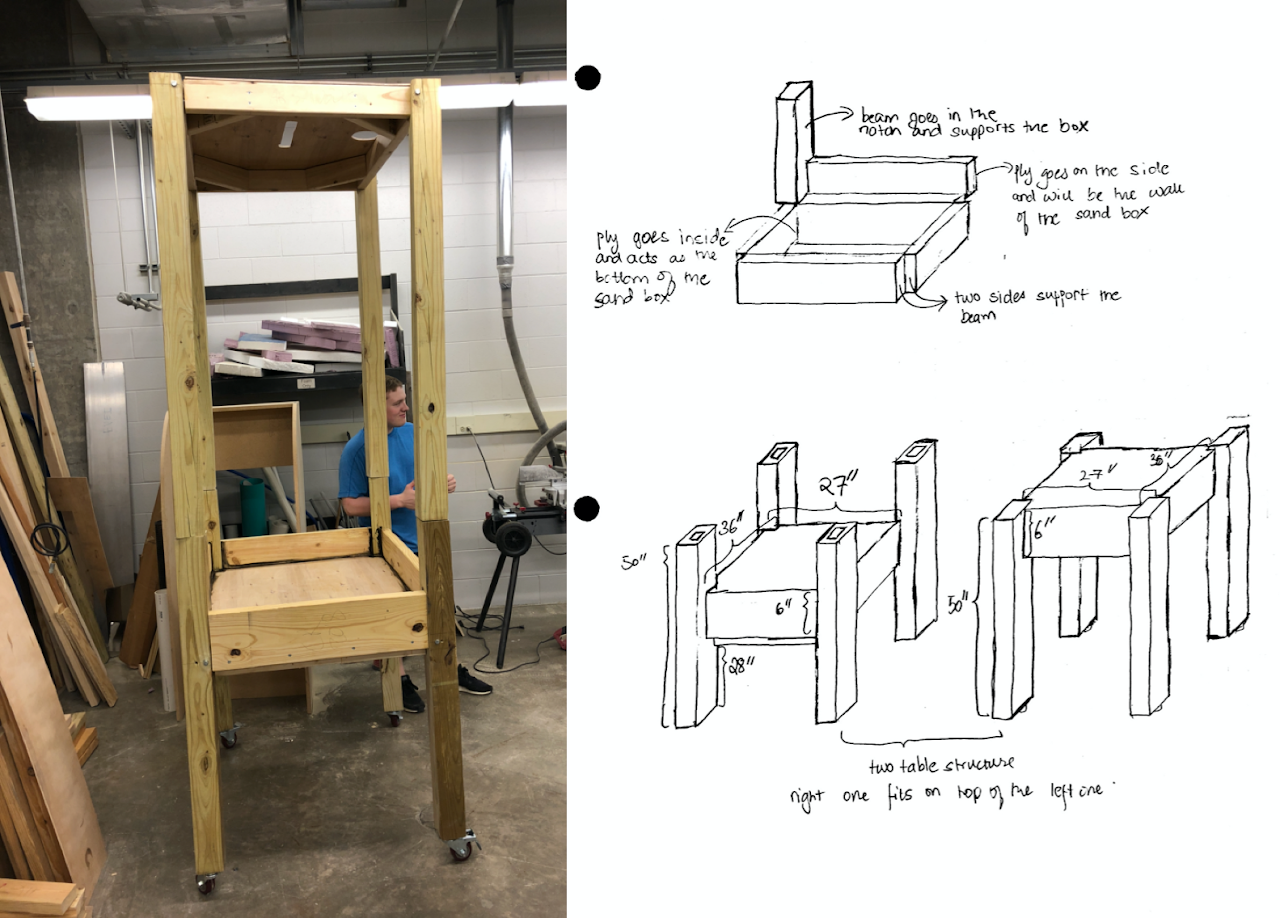 beam goes in the
notch and supports the box
ply goes on the side
and will be the wall
of the sand box
ply goes inside
and acts as the
bottom of the
sand box
two sides support the
beam
27"
36"
50"
6"
28"
36"
27"
6"
50"
two table structure
right one fits on top of the left one